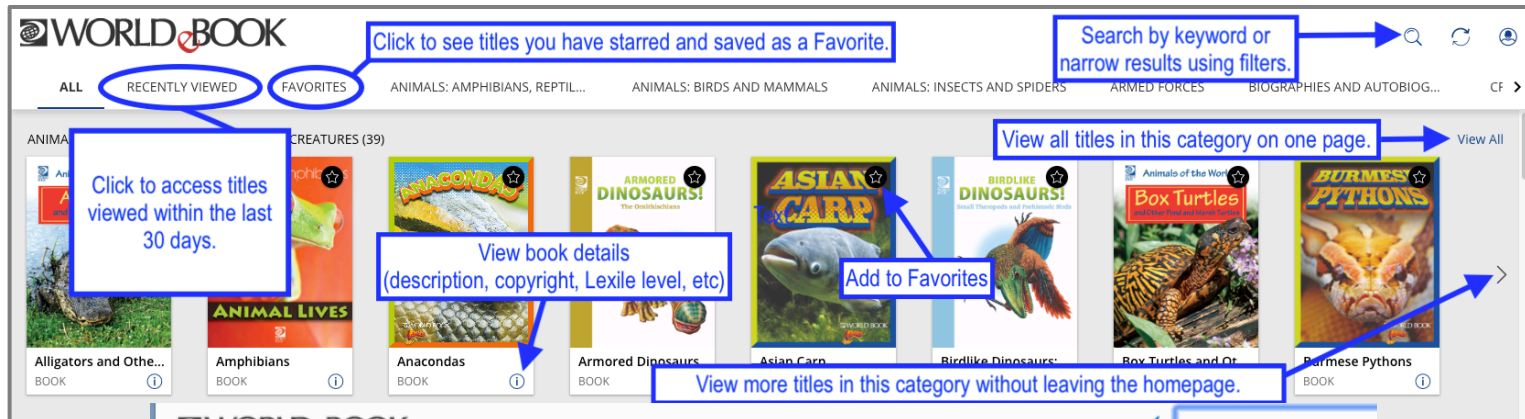 WORLD eBOOK
Click to see titles you have starred and saved as a Favorite.
Search by keyword or
narrow results using filters.
ALL RECENTLY VIEWED FAVORITES ANIMALS: AMPHIBIANS, REPTIL... ANIMALS: BIRDS AND MAMMALS ANIMALS: INSECTS AND SPIDERS ARMED FORCES BIOGRAPHIES AND AUTOBIOG...
ANIMA CREATURES (39)
View all titles in this category on one page.
View All
Click to access titles
viewed within the last
30 days.
ANIMAL LIVES
ANACONDAS
ARMORED
DINOSAURS!
The Ornithischians
ASIAN
CARP
Text
BIRDLIKE
DINOSAURS!
Small Theropods and Prehistoric Birds
Animals of the World
Box Turtles
and Other Pond and Marsh Turtles
BURMESE
PYTHONS
WORLD BOOK
View book details
(description, copyright, Lexile level, etc)
Add to Favorites
Alligators and Othe...
BOOK
Amphibians
BOOK
Anacondas
BOOK
Armored Dinosaurs
BOOK
Asian Carp
Birdlike Dinosaurs:
Box Turtles and Ot
Burmese Pythons
BOOK
View more titles in this category without leaving the homepage.
WORLD BOOK